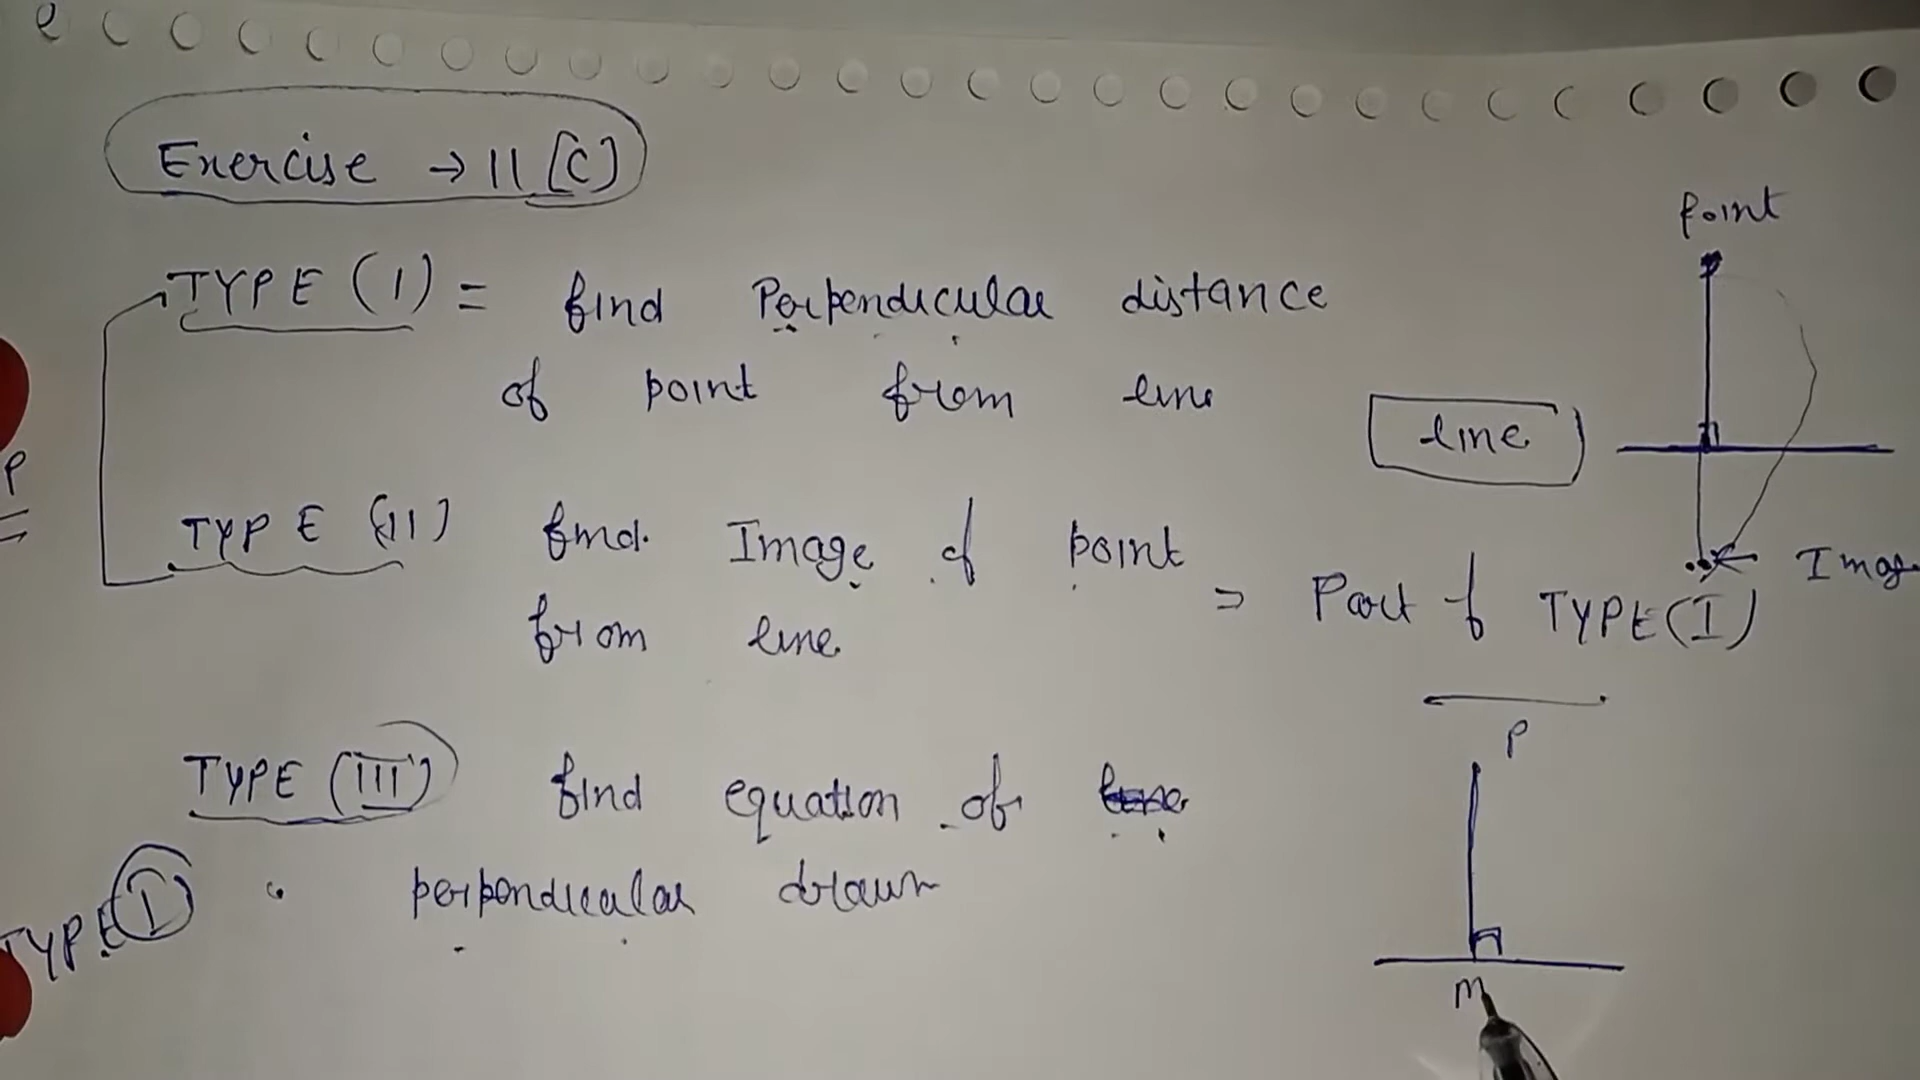 Exercise → 11 [C]
Point
TYPE (1) = find Perpendicular distance
of point from line
line
P
TYPE (11) find Image of point
from line
= Part of TYPE (I)
Image
TYPE (III) find equation of
perpendicular drawn
P
TYPE (I)
M